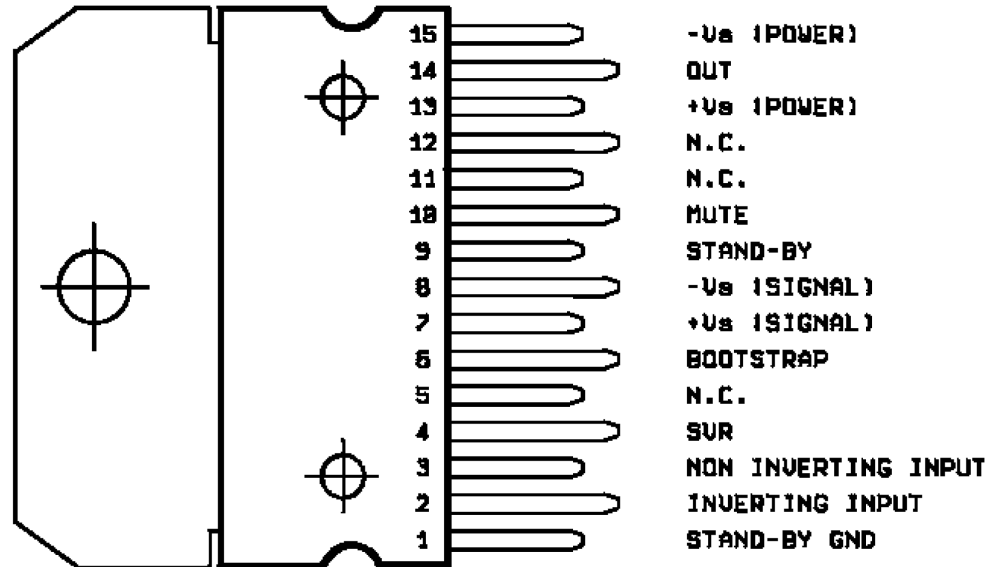 15 -Vs (POWER)
14 OUT
13 +Vs (POWER)
12 N.C.
11 N.C.
10 MUTE
9 STAND-BY
8 -Vs (SIGNAL)
7 +Vs (SIGNAL)
6 BOOTSTRAP
5 N.C.
4 SVR
3 NON INVERTING INPUT
2 INVERTING INPUT
1 STAND-BY GND